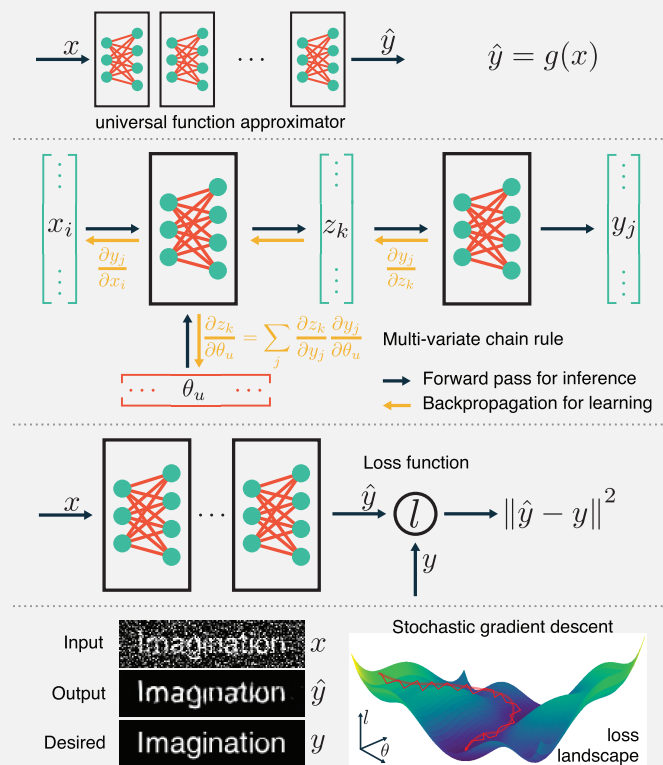 x ŷ ŷ = g(x)
···
universal function approximator
⋮ ⋮ ⋮
x_i z_k y_j
∂y_j/∂x_i ∂y_j/∂z_k
⋮ ⋮ ⋮
∂z_k/∂θ_u = ∑_j ∂z_k/∂y_j ∂y_j/∂θ_u
Multi-variate chain rule
··· θ_u ···
Forward pass for inference
Backpropagation for learning
Loss function
x ··· ŷ l ‖ŷ − y‖²
y
Stochastic gradient descent
Input Imagination x
Output Imagination ŷ
Desired Imagination y
l
θ
loss
landscape